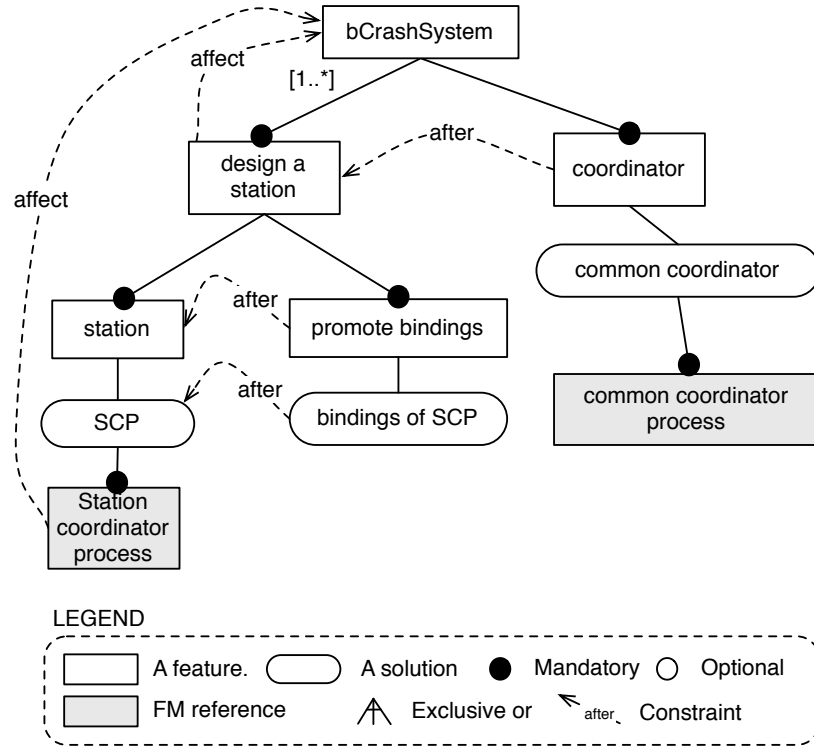 bCrashSystem
affect
[1..*]
after
design a
station
coordinator
affect
common coordinator
after
station
promote bindings
after
common coordinator
process
SCP
bindings of SCP
Station
coordinator
process
LEGEND
A feature.
A solution
Mandatory
Optional
FM reference
Exclusive or
after
Constraint